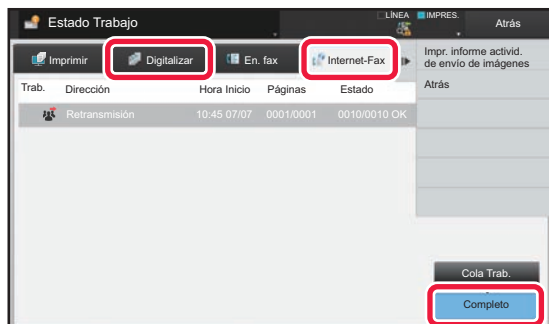 Estado Trabajo
LÍNEA
IMPRES.
Atrás
Imprimir
Digitalizar
En. fax
Internet-Fax
Impr. informe activid.
de envío de imágenes
Atrás
Trab. Dirección Hora Inicio Páginas Estado
Retransmisión 10:45 07/07 0001/0001 0010/0010 OK
Cola Trab.
Completo